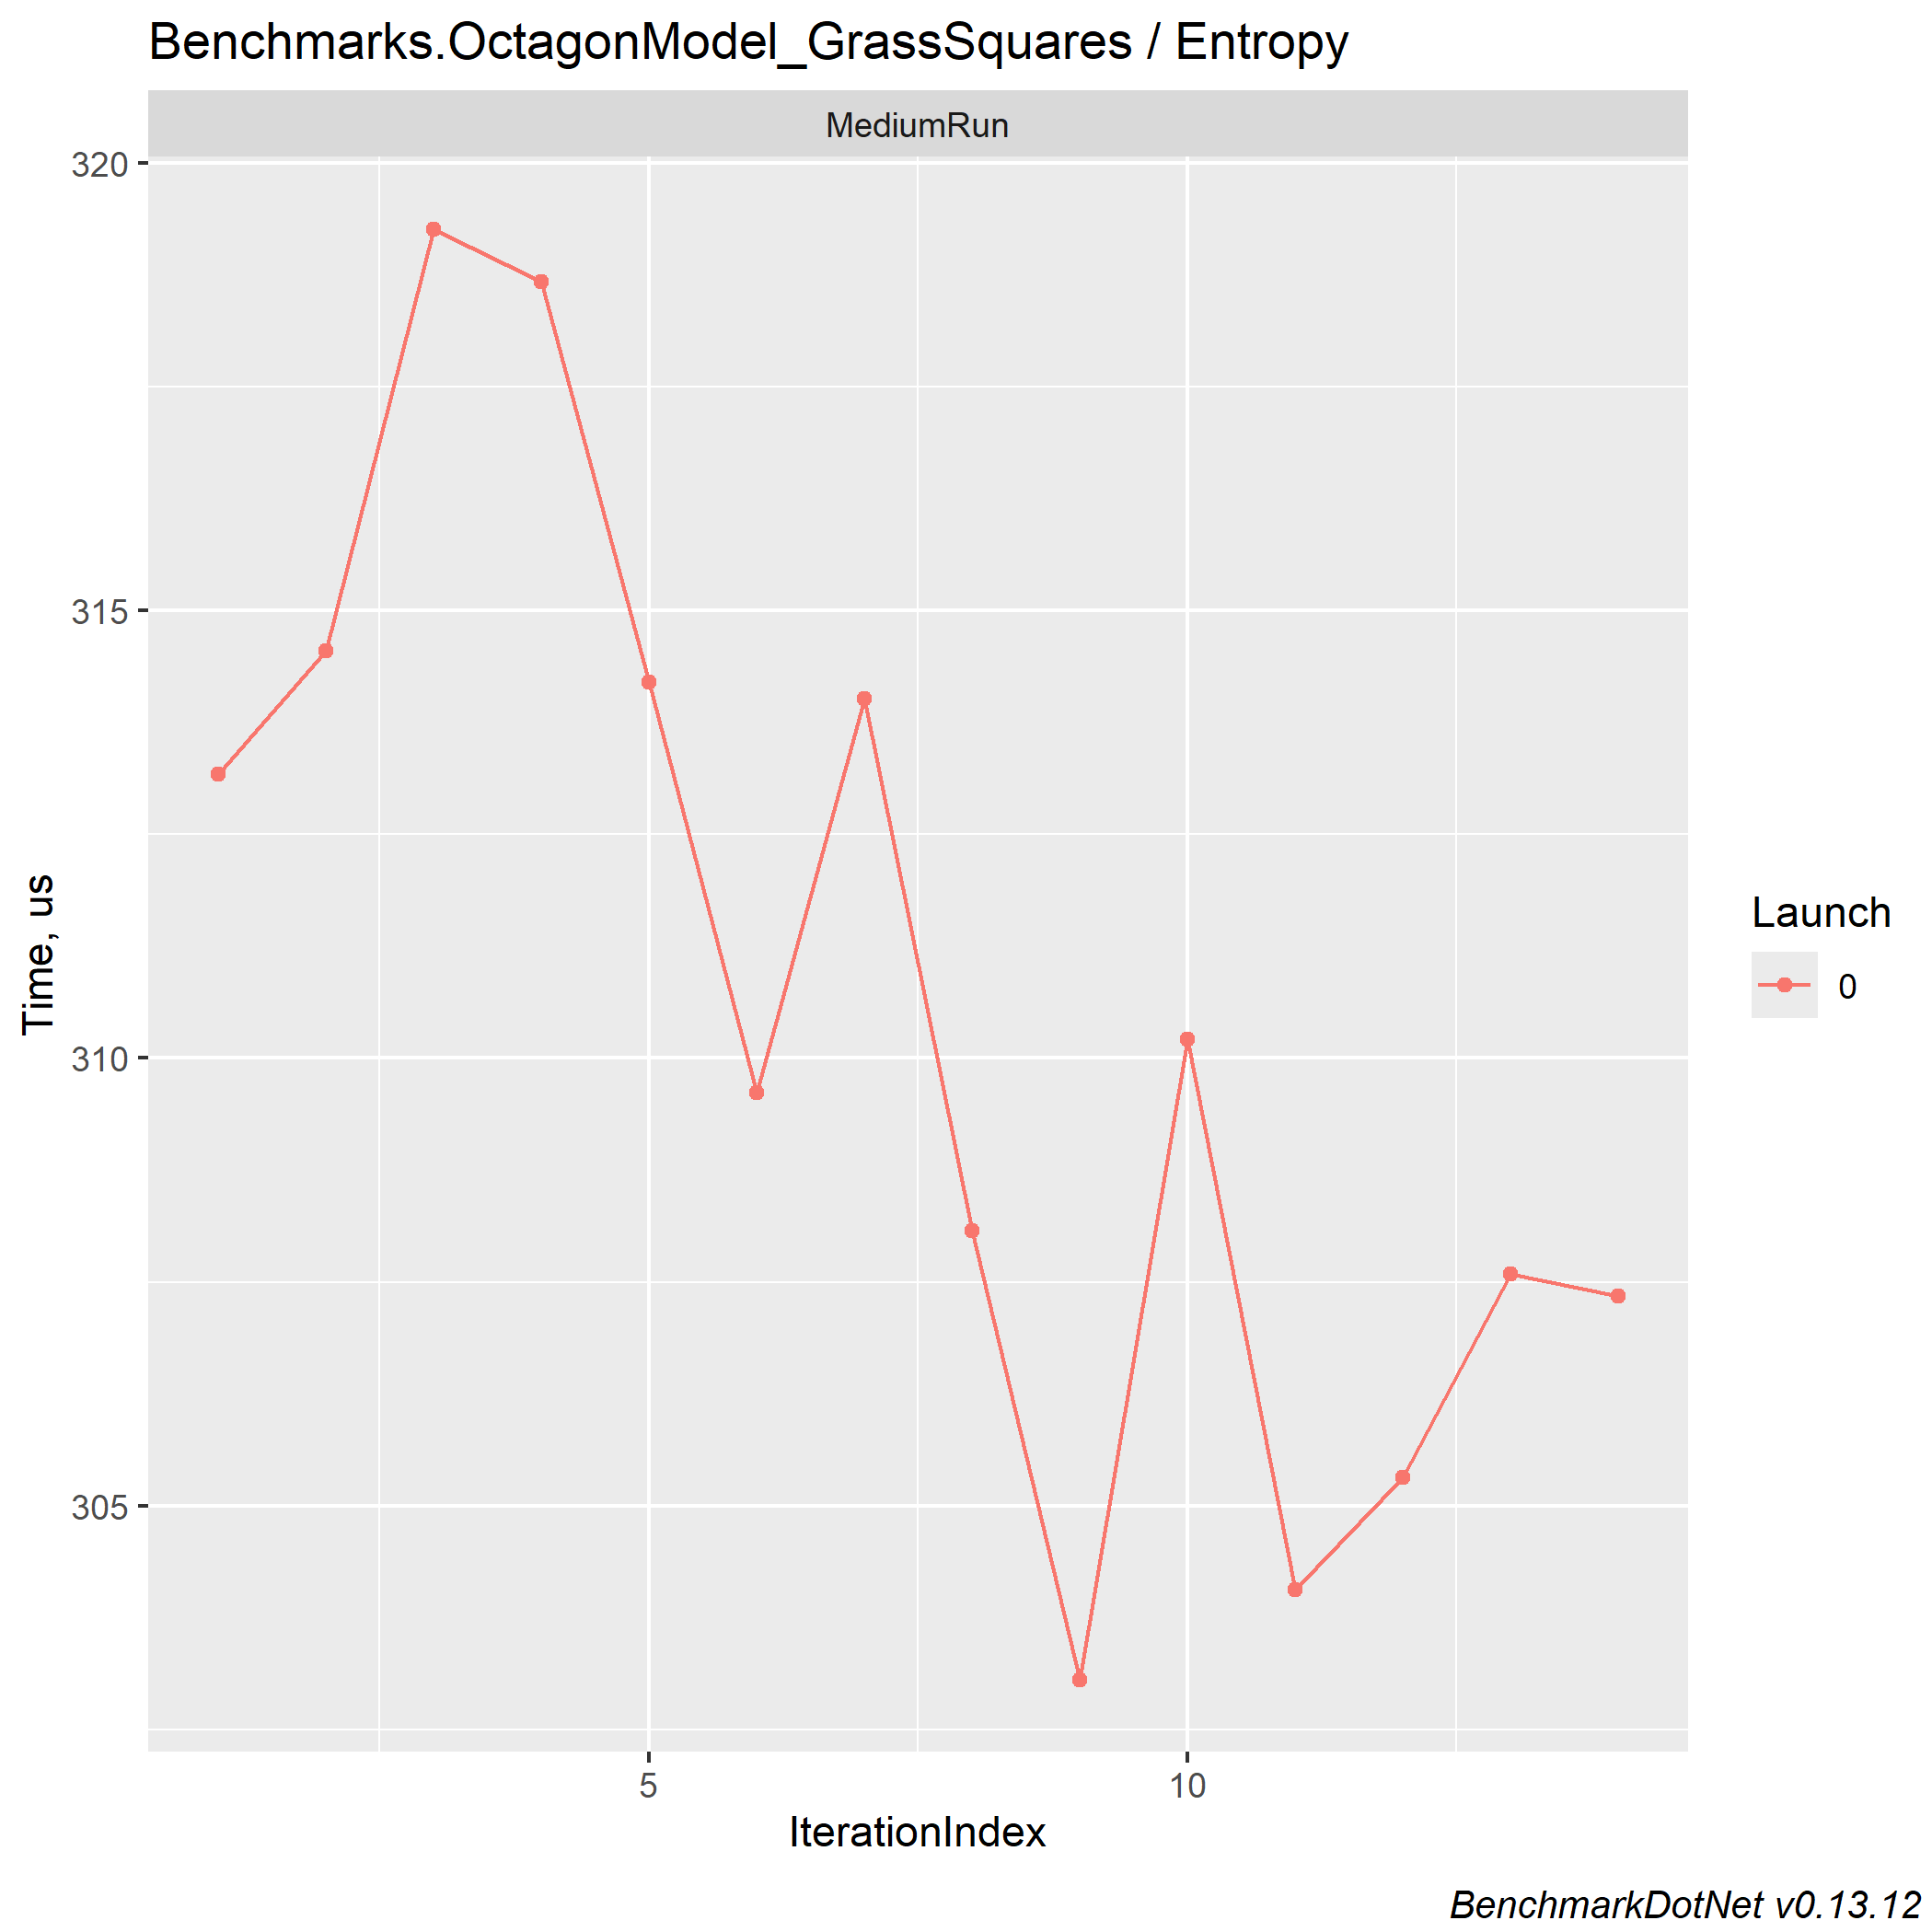 Benchmarks.OctagonModel_GrassSquares / Entropy
MediumRun
320
315
310
305
Time, us
5
10
IterationIndex
Launch
0
BenchmarkDotNet v0.13.12